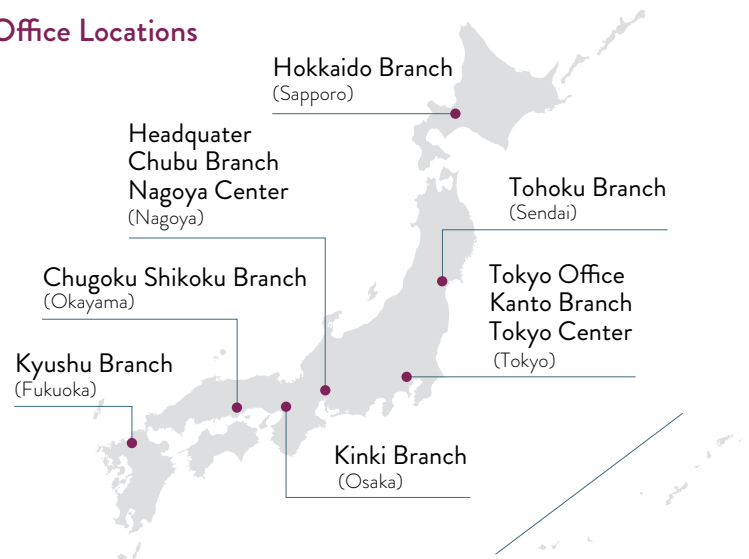 Office Locations
Hokkaido Branch
(Sapporo)
Headquater
Chubu Branch
Nagoya Center
(Nagoya)
Tohoku Branch
(Sendai)
Chugoku Shikoku Branch
(Okayama)
Tokyo Office
Kanto Branch
Tokyo Center
(Tokyo)
Kyushu Branch
(Fukuoka)
Kinki Branch
(Osaka)